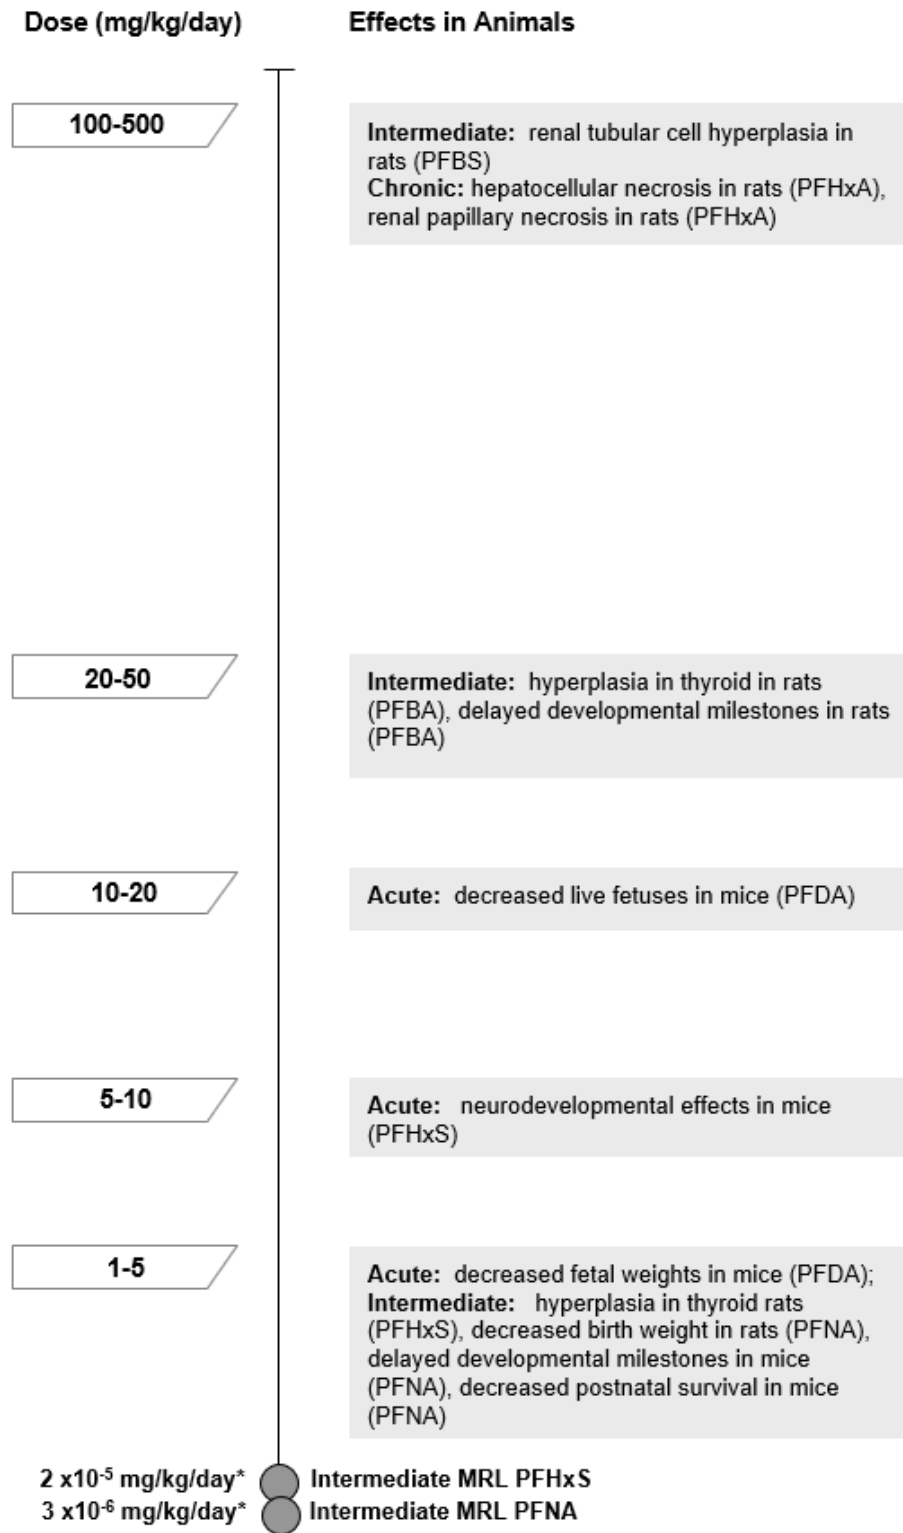 Dose (mg/kg/day) Effects in Animals
100-500
Intermediate: renal tubular cell hyperplasia in
rats (PFBS)
Chronic: hepatocellular necrosis in rats (PFHxA),
renal papillary necrosis in rats (PFHxA)
20-50
Intermediate: hyperplasia in thyroid in rats
(PFBA), delayed developmental milestones in rats
(PFBA)
10-20
Acute: decreased live fetuses in mice (PFDA)
5-10
Acute: neurodevelopmental effects in mice
(PFHxS)
1-5
Acute: decreased fetal weights in mice (PFDA);
Intermediate: hyperplasia in thyroid rats
(PFHxS), decreased birth weight in rats (PFNA),
delayed developmental milestones in mice
(PFNA), decreased postnatal survival in mice
(PFNA)
2 x10⁻⁵ mg/kg/day* Intermediate MRL PFHxS
3 x10⁻⁶ mg/kg/day* Intermediate MRL PFNA